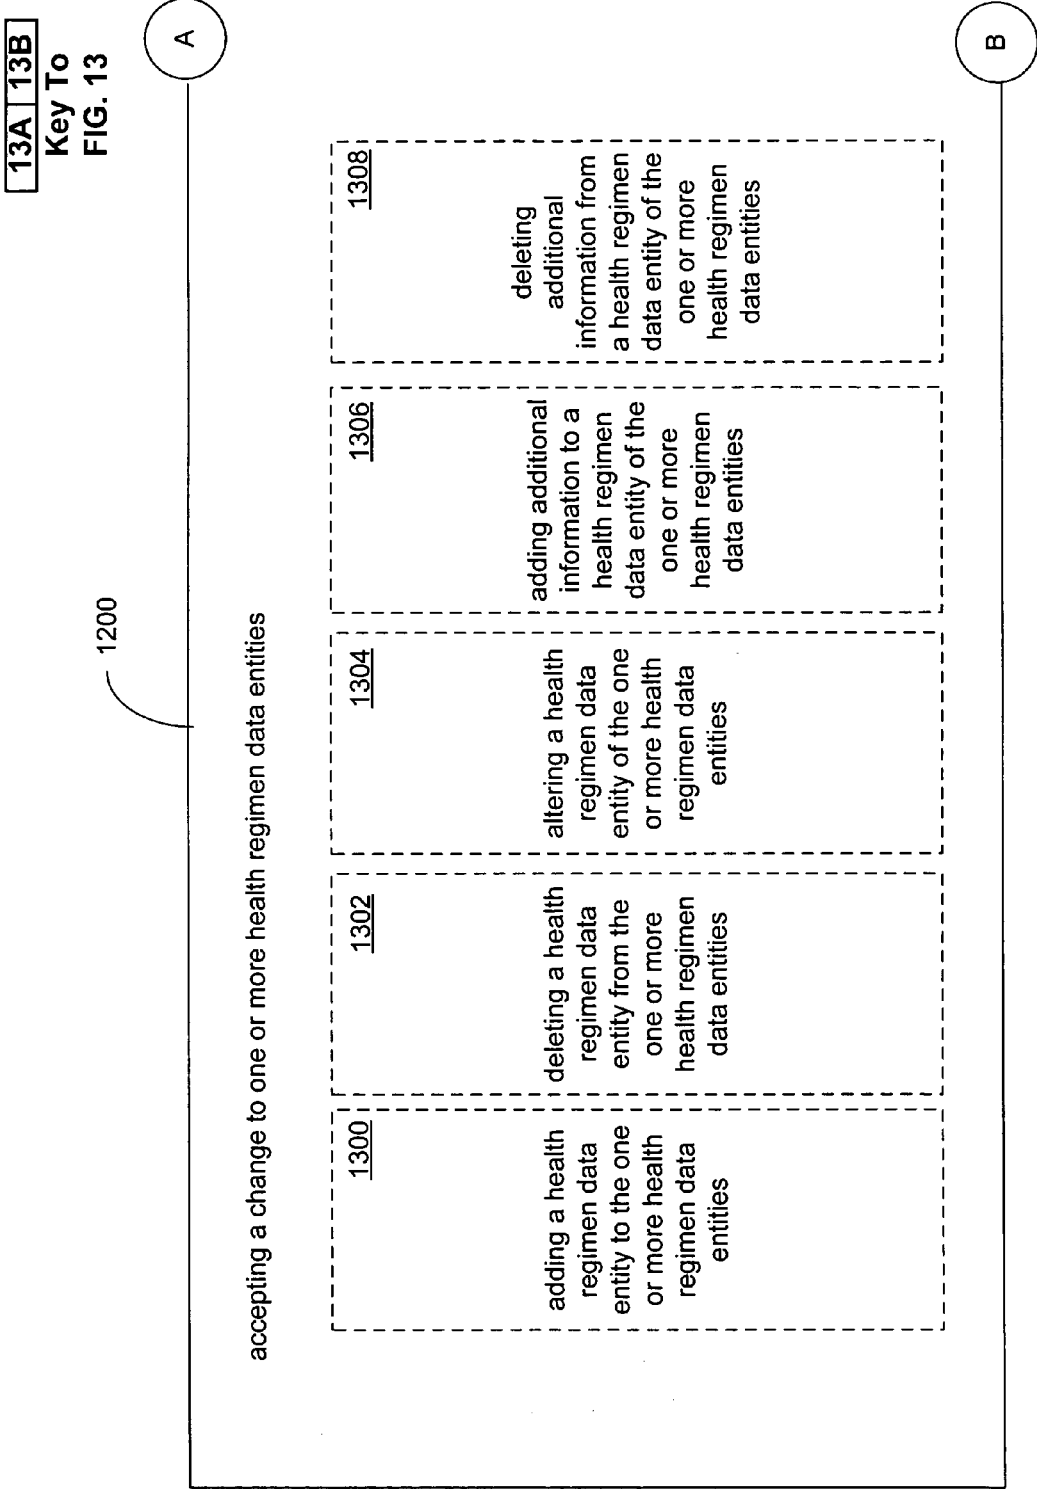 13A 13B
Key To
FIG. 13
1200
A
accepting a change to one or more health regimen data entities
1300
adding a health
regimen data
entity to the one
or more health
regimen data
entities
1302
deleting a health
regimen data
entity from the
one or more
health regimen
data entities
1304
altering a health
regimen data
entity of the one
or more health
regimen data
entities
1306
adding additional
information to a
health regimen
data entity of the
one or more
health regimen
data entities
1308
deleting
additional
information from
a health regimen
data entity of the
one or more
health regimen
data entities
B